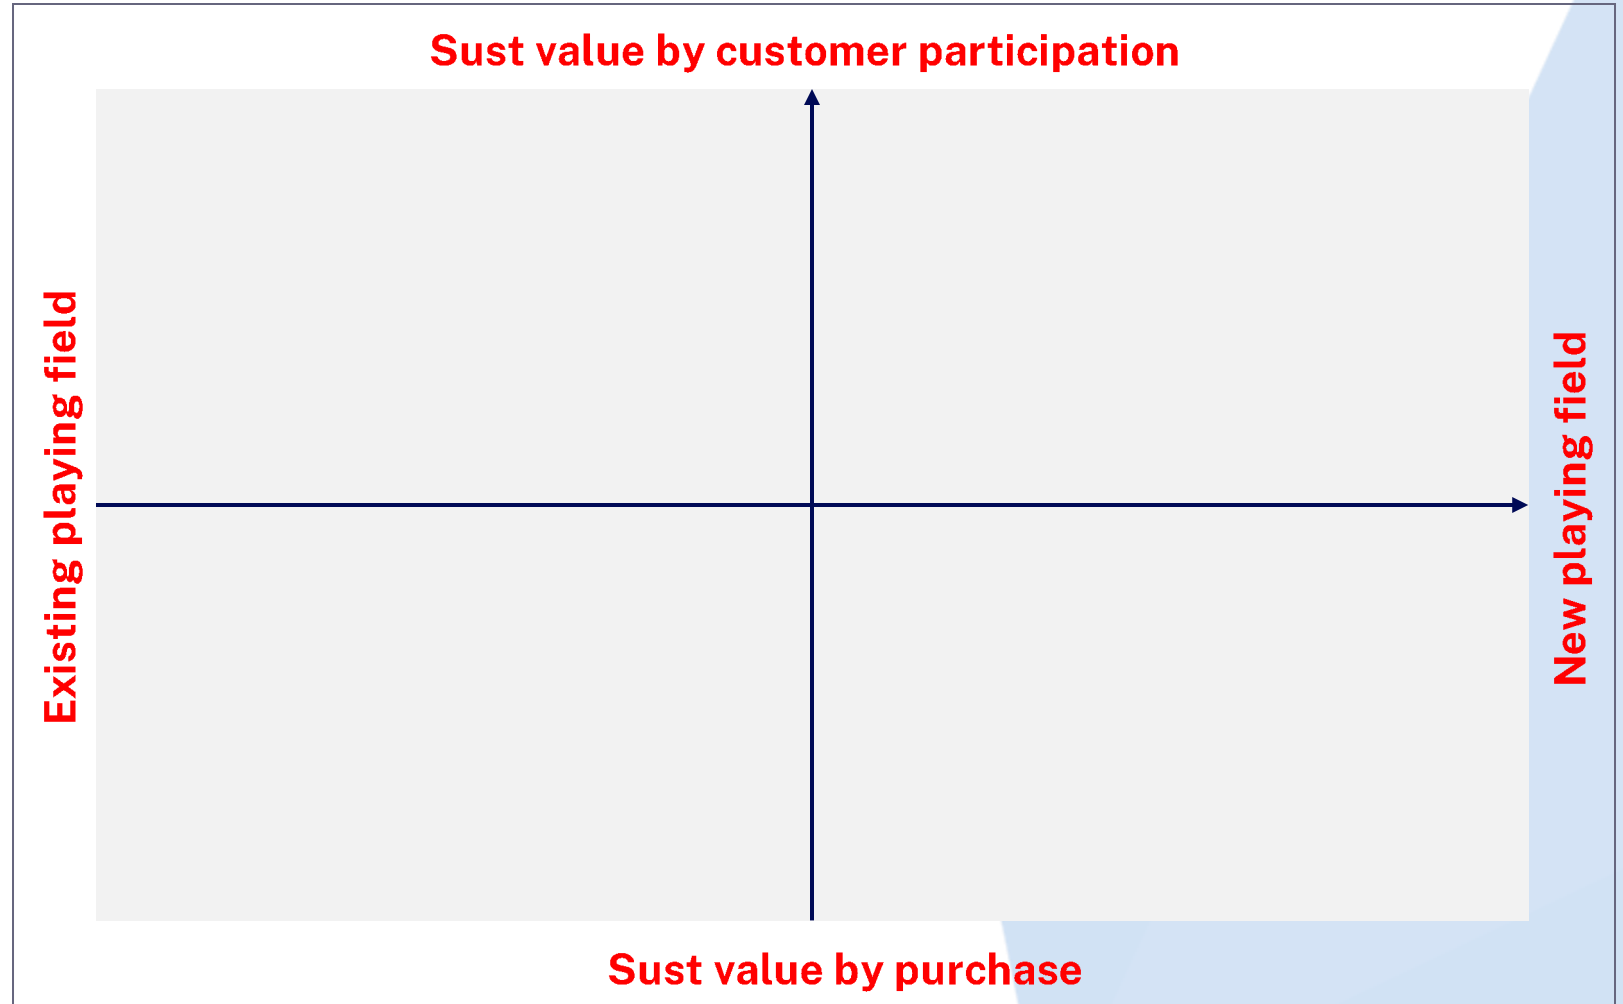 Sust value by customer participation
Existing playing field
New playing field
Sust value by purchase